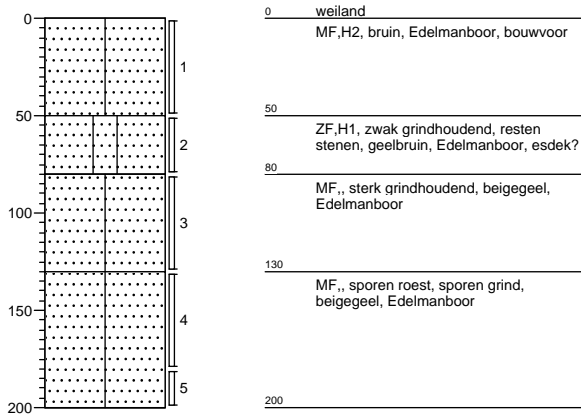 0
50
100
150
200
1
2
3
4
5
0 weiland
MF,H2, bruin, Edelmanboor, bouwvoor
50
ZF,H1, zwak grindhoudend, resten
stenen, geelbruin, Edelmanboor, esdek?
80
MF,, sterk grindhoudend, beigegeel,
Edelmanboor
130
MF,, sporen roest, sporen grind,
beigegeel, Edelmanboor
200